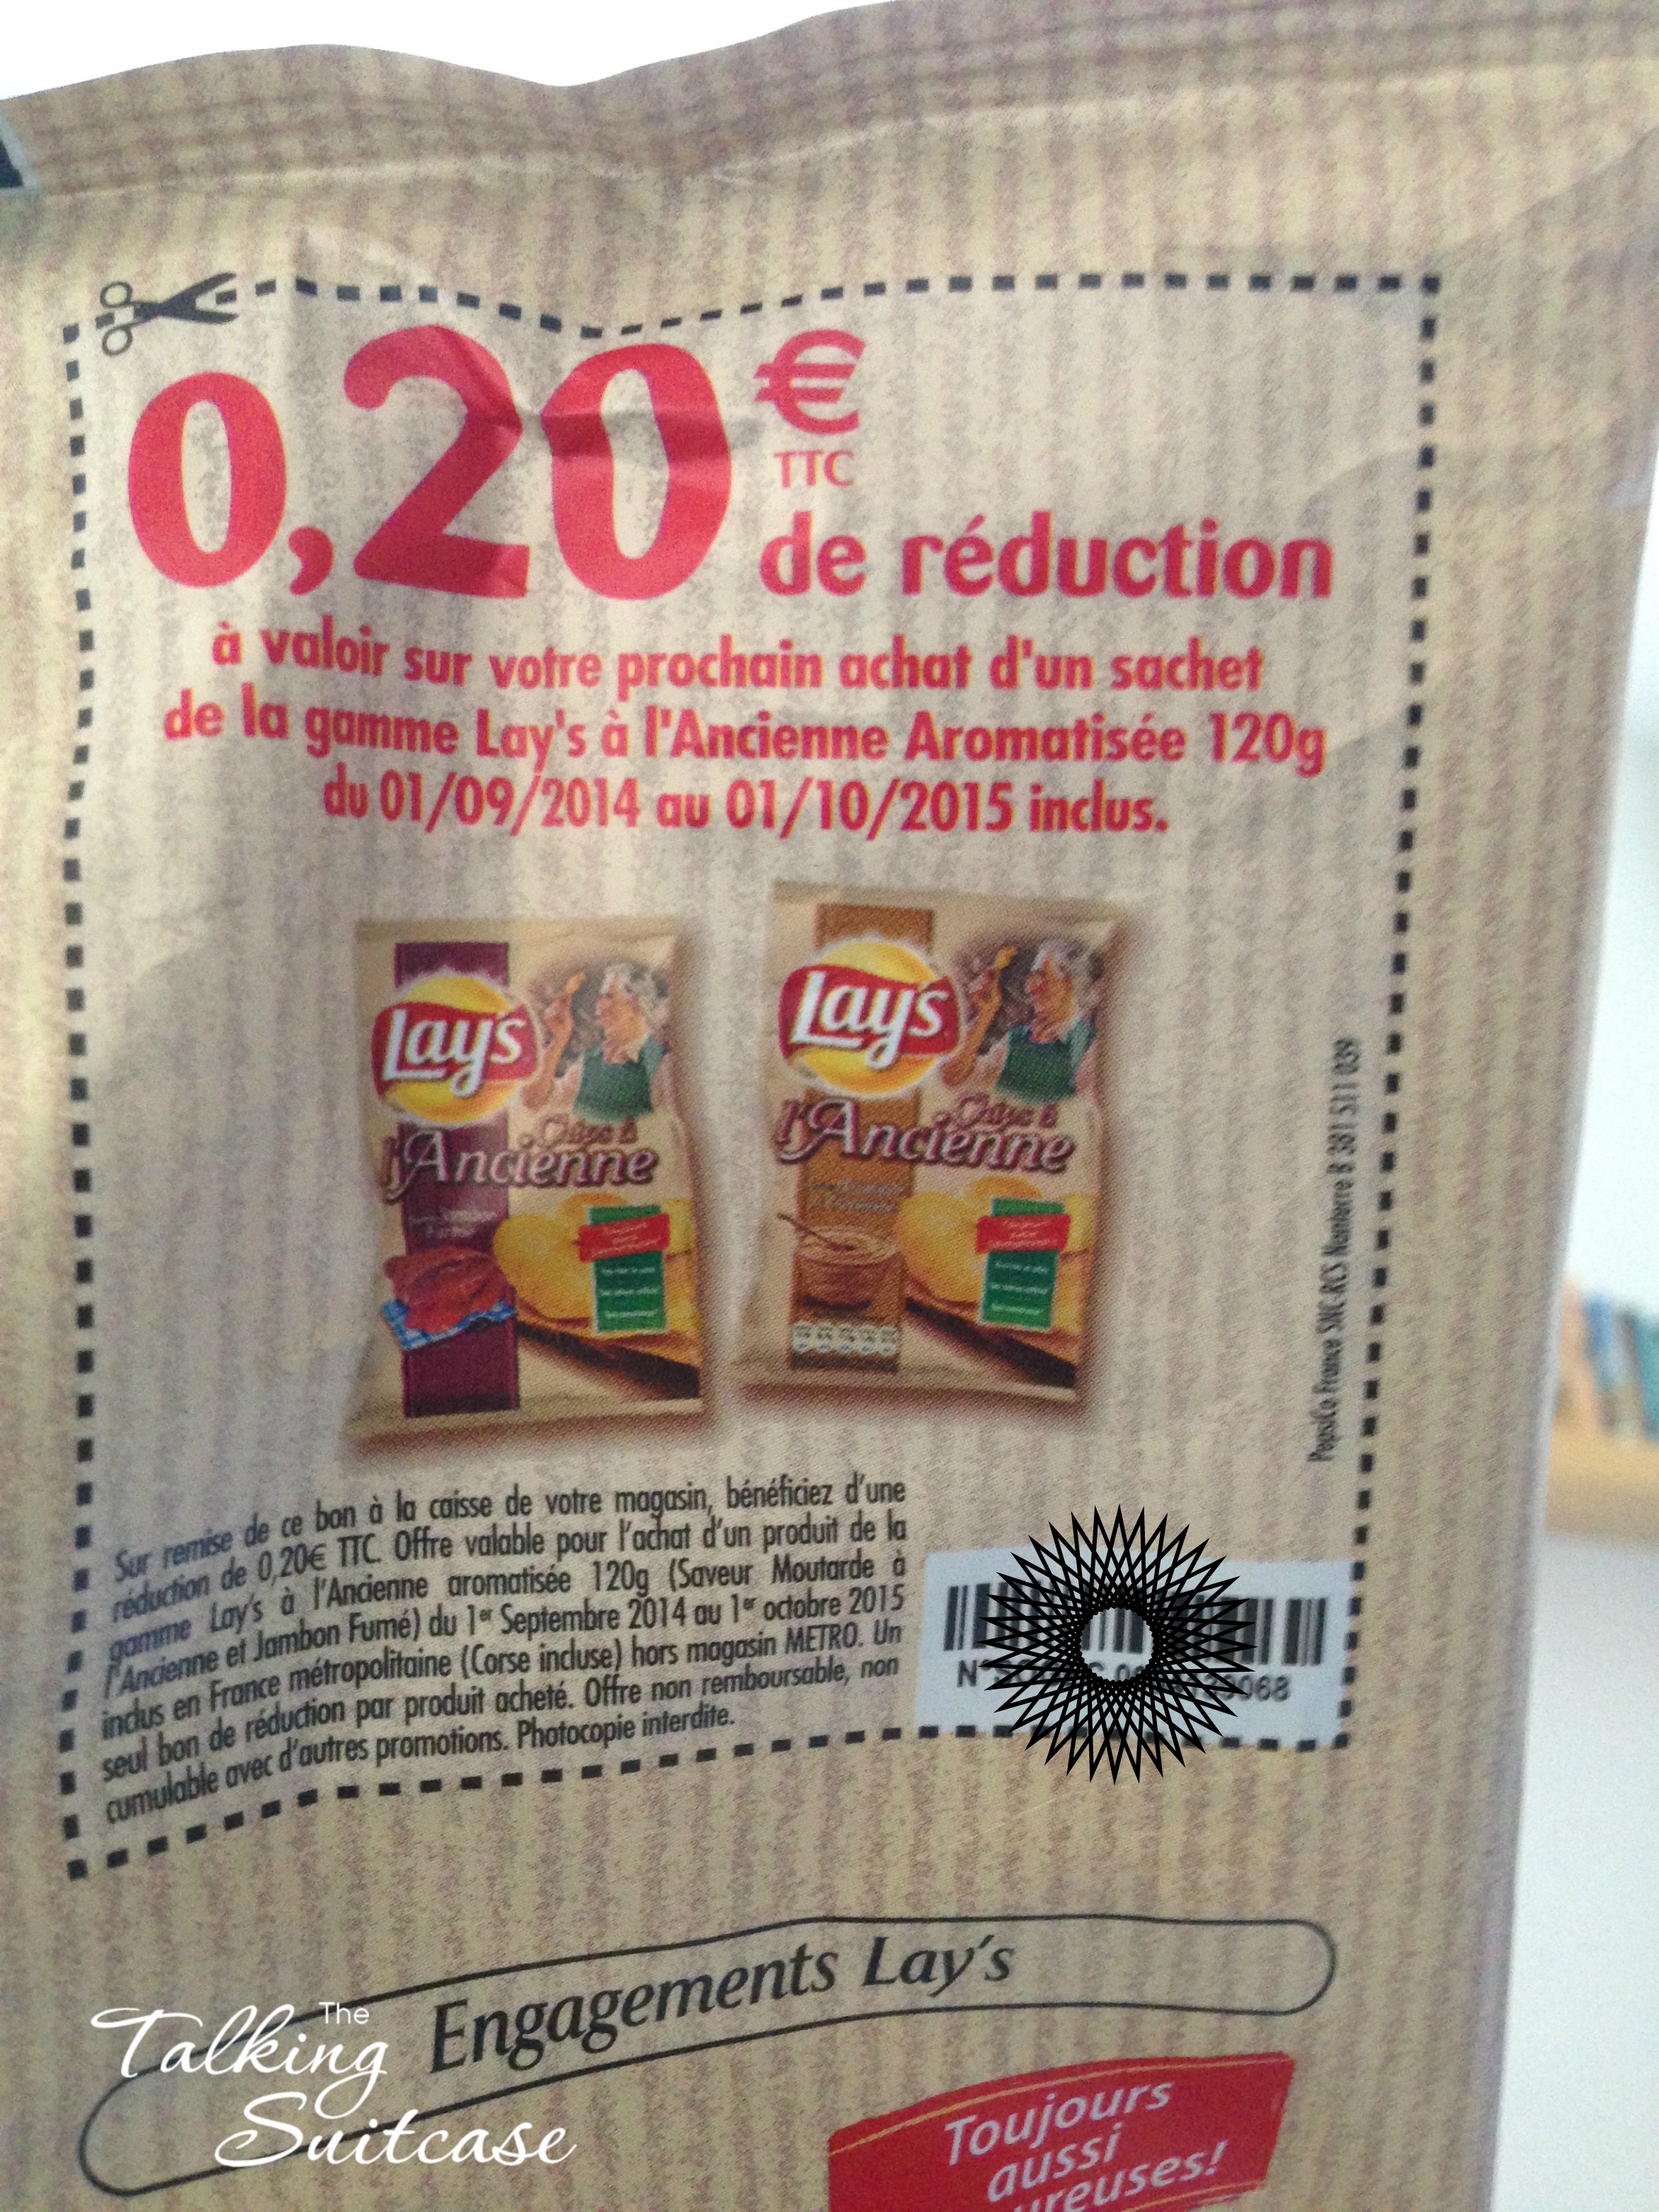 0,20 €
TTC
de réduction
à valoir sur votre prochain achat d'un sachet
de la gamme Lay's à l'Ancienne Aromatisée 120g
du 01/09/2014 au 01/10/2015 inclus.
Lay's
Chips à
l'Ancienne
Lay's
Chips à
l'Ancienne
PepsiCo France SNC RCS Nanterre B 381 511 039
Sur remise de ce bon à la caisse de votre magasin, bénéficiez d'une
réduction de 0,20€ TTC. Offre valable pour l'achat d'un produit de la
gamme Lay's à l'Ancienne aromatisée 120g (Saveur Moutarde à
l'Ancienne et Jambon Fumé) du 1er Septembre 2014 au 1er octobre 2015
inclus en France métropolitaine (Corse incluse) hors magasin METRO. Un
seul bon de réduction par produit acheté. Offre non remboursable, non
cumulable avec d'autres promotions. Photocopie interdite.
Engagements Lay's
The
Talking
Suitcase
Toujours
aussi